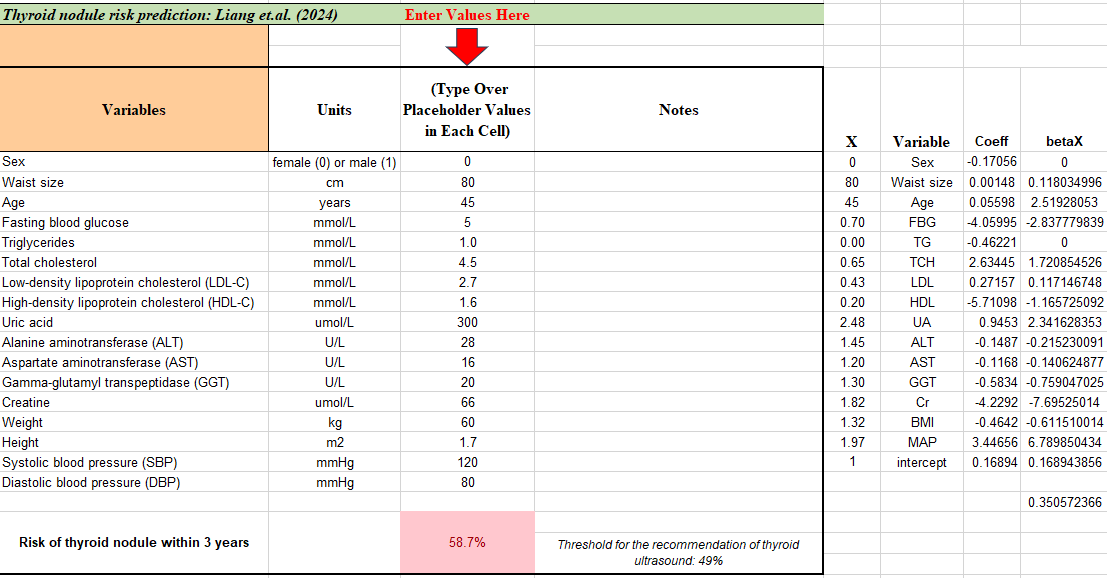 Thyroid nodule risk prediction: Liang et.al. (2024) Enter Values Here
Variables Units (Type Over Placeholder Values in Each Cell) Notes X Variable Coeff betaX
Sex female (0) or male (1) 0 0 Sex -0.17056 0
Waist size cm 80 80 Waist size 0.00148 0.118034996
Age years 45 45 Age 0.05598 2.51928053
Fasting blood glucose mmol/L 5 0.70 FBG -4.05995 -2.837779839
Triglycerides mmol/L 1.0 0.00 TG -0.46221 0
Total cholesterol mmol/L 4.5 0.65 TCH 2.63445 1.720854526
Low-density lipoprotein cholesterol (LDL-C) mmol/L 2.7 0.43 LDL 0.27157 0.117146748
High-density lipoprotein cholesterol (HDL-C) mmol/L 1.6 0.20 HDL -5.71098 -1.165725092
Uric acid umol/L 300 2.48 UA 0.9453 2.341628353
Alanine aminotransferase (ALT) U/L 28 1.45 ALT -0.1487 -0.215230091
Aspartate aminotransferase (AST) U/L 16 1.20 AST -0.1168 -0.140624877
Gamma-glutamyl transpeptidase (GGT) U/L 20 1.30 GGT -0.5834 -0.759047025
Creatine umol/L 66 1.82 Cr -4.2292 -7.69525014
Weight kg 60 1.32 BMI -0.4642 -0.611510014
Height m2 1.7 1.97 MAP 3.44656 6.789850434
Systolic blood pressure (SBP) mmHg 120 1 intercept 0.16894 0.168943856
Diastolic blood pressure (DBP) mmHg 80
0.350572366
Risk of thyroid nodule within 3 years 58.7% Threshold for the recommendation of thyroid
ultrasound: 49%